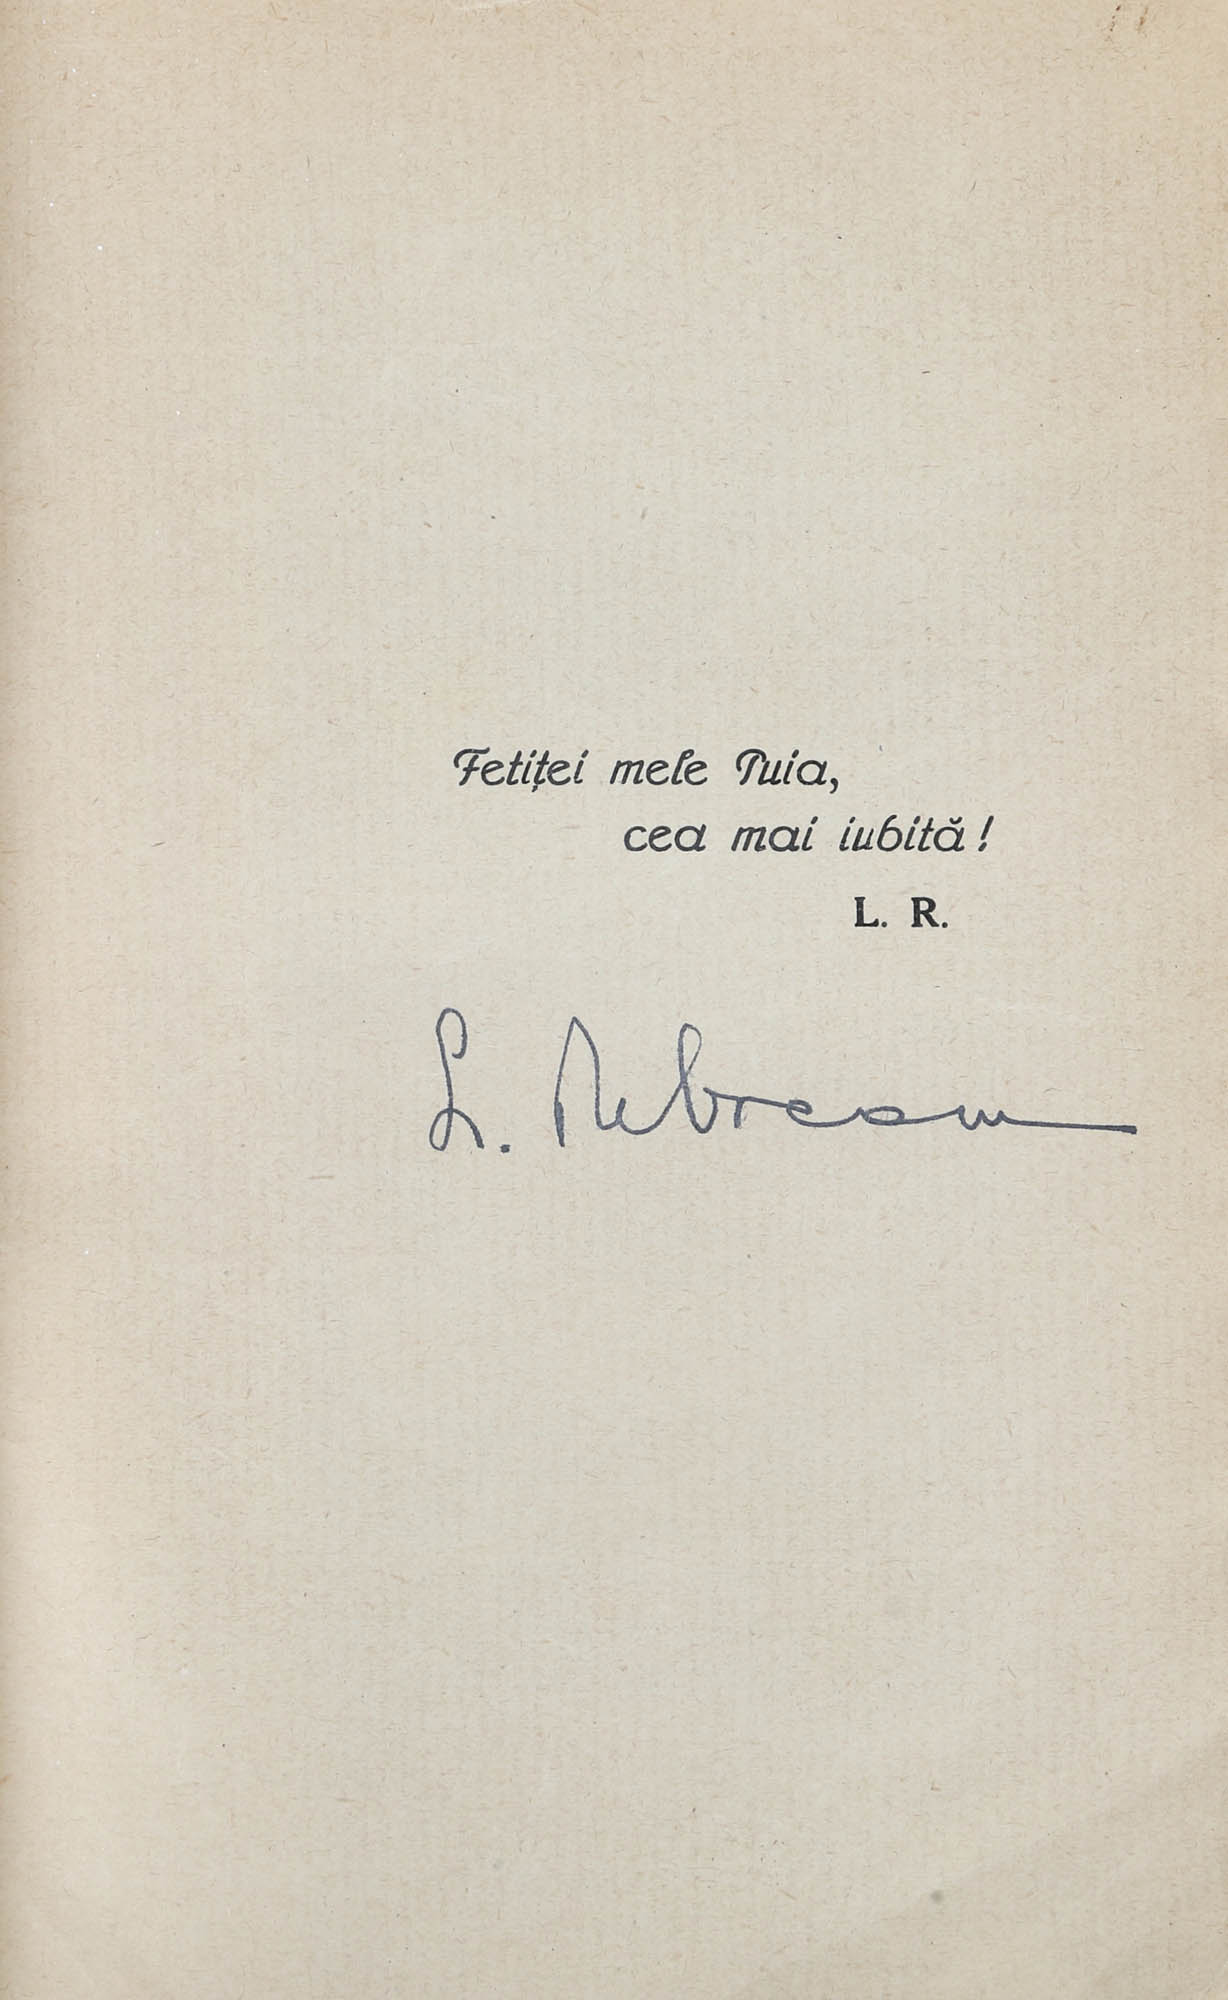 Fetiței mele Puia,
cea mai iubită!
L. R.
L. Rebreanu